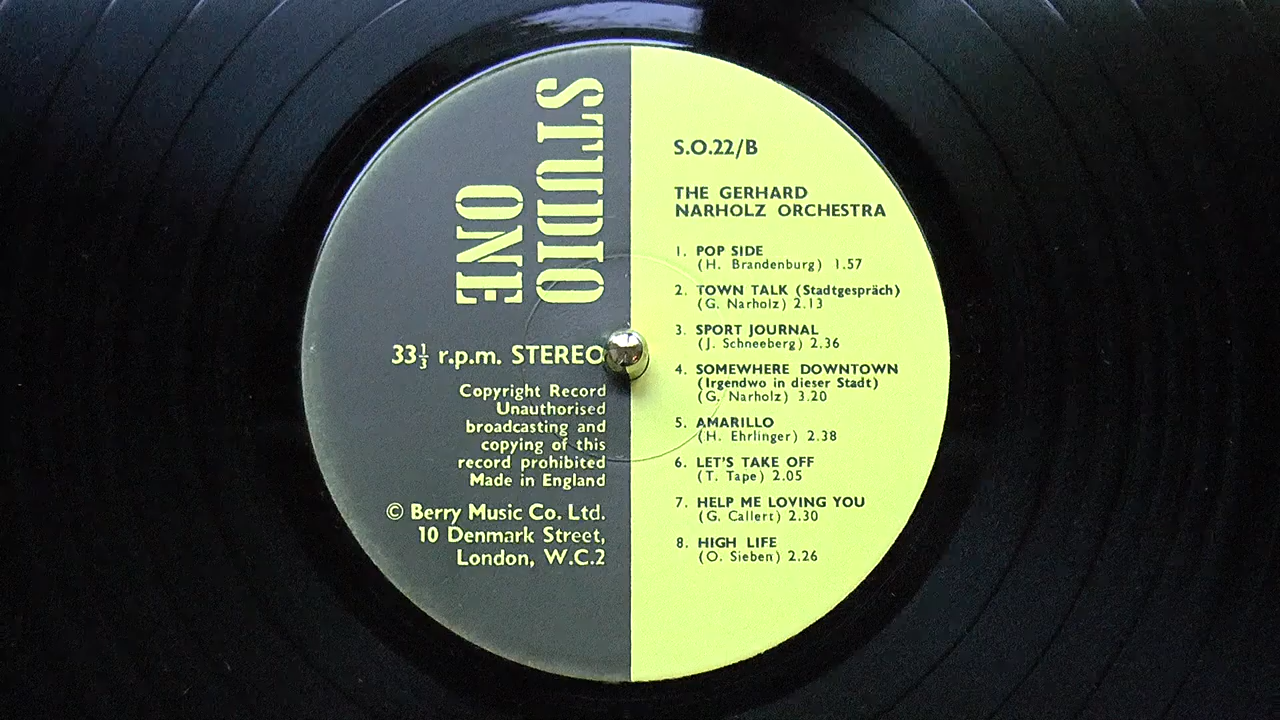 STUDIO
ONE
33⅓ r.p.m. STEREO
Copyright Record
Unauthorised
broadcasting and
copying of this
record prohibited
Made in England
© Berry Music Co. Ltd.
10 Denmark Street,
London, W.C.2
S.O.22/B
THE GERHARD
NARHOLZ ORCHESTRA
1. POP SIDE
(H. Brandenburg) 1.57
2. TOWN TALK (Stadtgespräch)
(G. Narholz) 2.13
3. SPORT JOURNAL
(J. Schneeberg) 2.36
4. SOMEWHERE DOWNTOWN
(Irgendwo in dieser Stadt)
(G. Narholz) 3.20
5. AMARILLO
(H. Ehrlinger) 2.38
6. LET'S TAKE OFF
(T. Tape) 2.05
7. HELP ME LOVING YOU
(G. Callert) 2.30
8. HIGH LIFE
(O. Sieben) 2.26